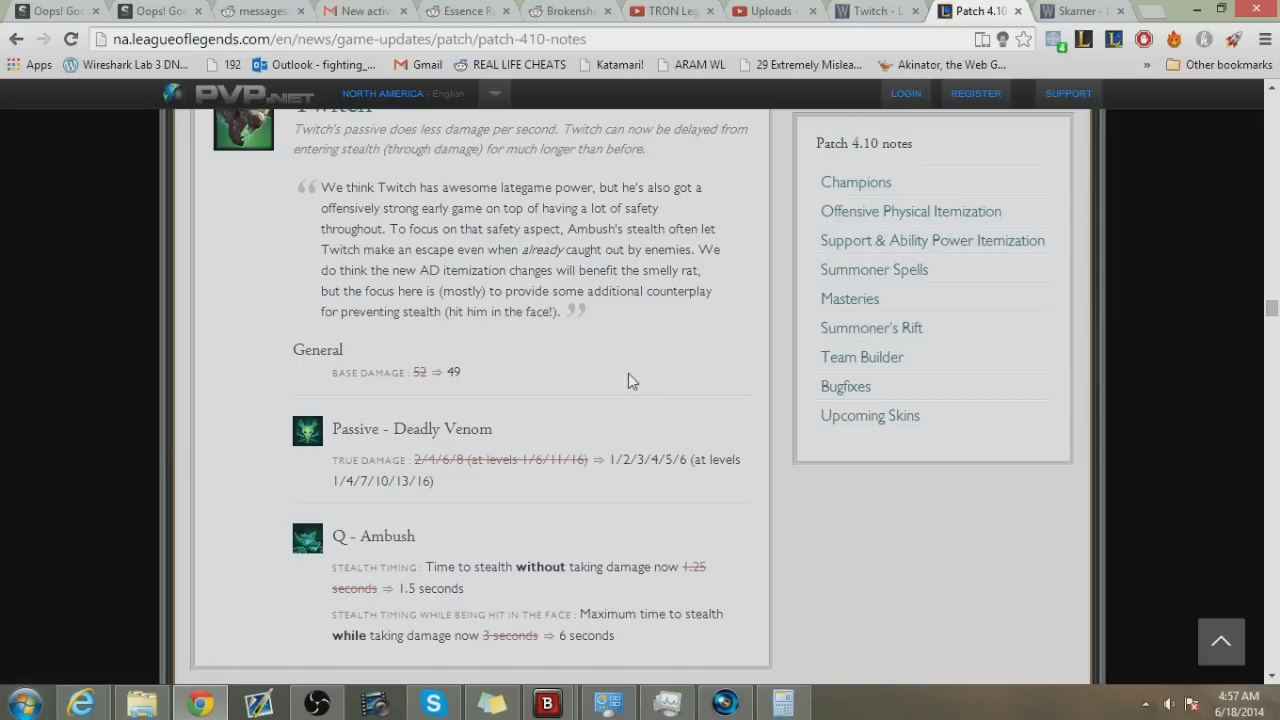 Oops! Goo
Oops! Goo
messages
New activ
Essence R
Brokensha
TRON Leg
Uploads -
Twitch - L
Patch 4.10
Skarner - L
na.leagueoflegends.com/en/news/game-updates/patch/patch-410-notes
4
Apps
Wireshark Lab 3 DN...
192
Outlook - fighting_...
Gmail
REAL LIFE CHEATS
Katamari!
ARAM WL
29 Extremely Mislea...
Akinator, the Web G...
»
Other bookmarks
PVP.NET
NORTH AMERICA - English
LOGIN
REGISTER
SUPPORT
Twitch
Twitch's passive does less damage per second. Twitch can now be delayed from
entering stealth (through damage) for much longer than before.
We think Twitch has awesome lategame power, but he's also got a
offensively strong early game on top of having a lot of safety
throughout. To focus on that safety aspect, Ambush's stealth often let
Twitch make an escape even when already caught out by enemies. We
do think the new AD itemization changes will benefit the smelly rat,
but the focus here is (mostly) to provide some additional counterplay
for preventing stealth (hit him in the face!).
General
BASE DAMAGE : 52 ⇒ 49
Passive - Deadly Venom
TRUE DAMAGE : 2/4/6/8 (at levels 1/6/11/16) ⇒ 1/2/3/4/5/6 (at levels
1/4/7/10/13/16)
Q - Ambush
STEALTH TIMING : Time to stealth without taking damage now 1.25
seconds ⇒ 1.5 seconds
STEALTH TIMING WHILE BEING HIT IN THE FACE : Maximum time to stealth
while taking damage now 3 seconds ⇒ 6 seconds
Patch 4.10 notes
Champions
Offensive Physical Itemization
Support & Ability Power Itemization
Summoner Spells
Masteries
Summoner's Rift
Team Builder
Bugfixes
Upcoming Skins
4:57 AM
6/18/2014